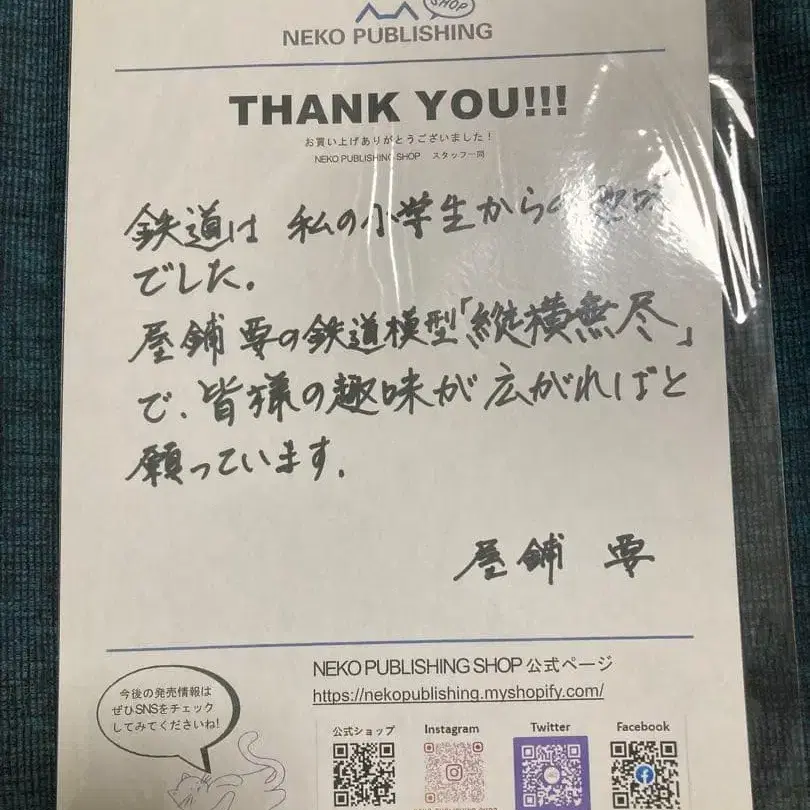 SHOP
NEKO PUBLISHING
THANK YOU!!!
お買い上げありがとうございました!
NEKO PUBLISHING SHOP スタッフ一同
鉄道は 私の小学生からの
でした.
屋鋪 要の鉄道模型「縦横無尽」
で、皆様の趣味が広がればと
願っています.
屋鋪 要
NEKO PUBLISHING SHOP 公式ページ
https://nekopublishing.myshopify.com/
今後の発売情報は
ぜひSNSをチェック
してみてくださいね!
公式ショップ Instagram Twitter Facebook